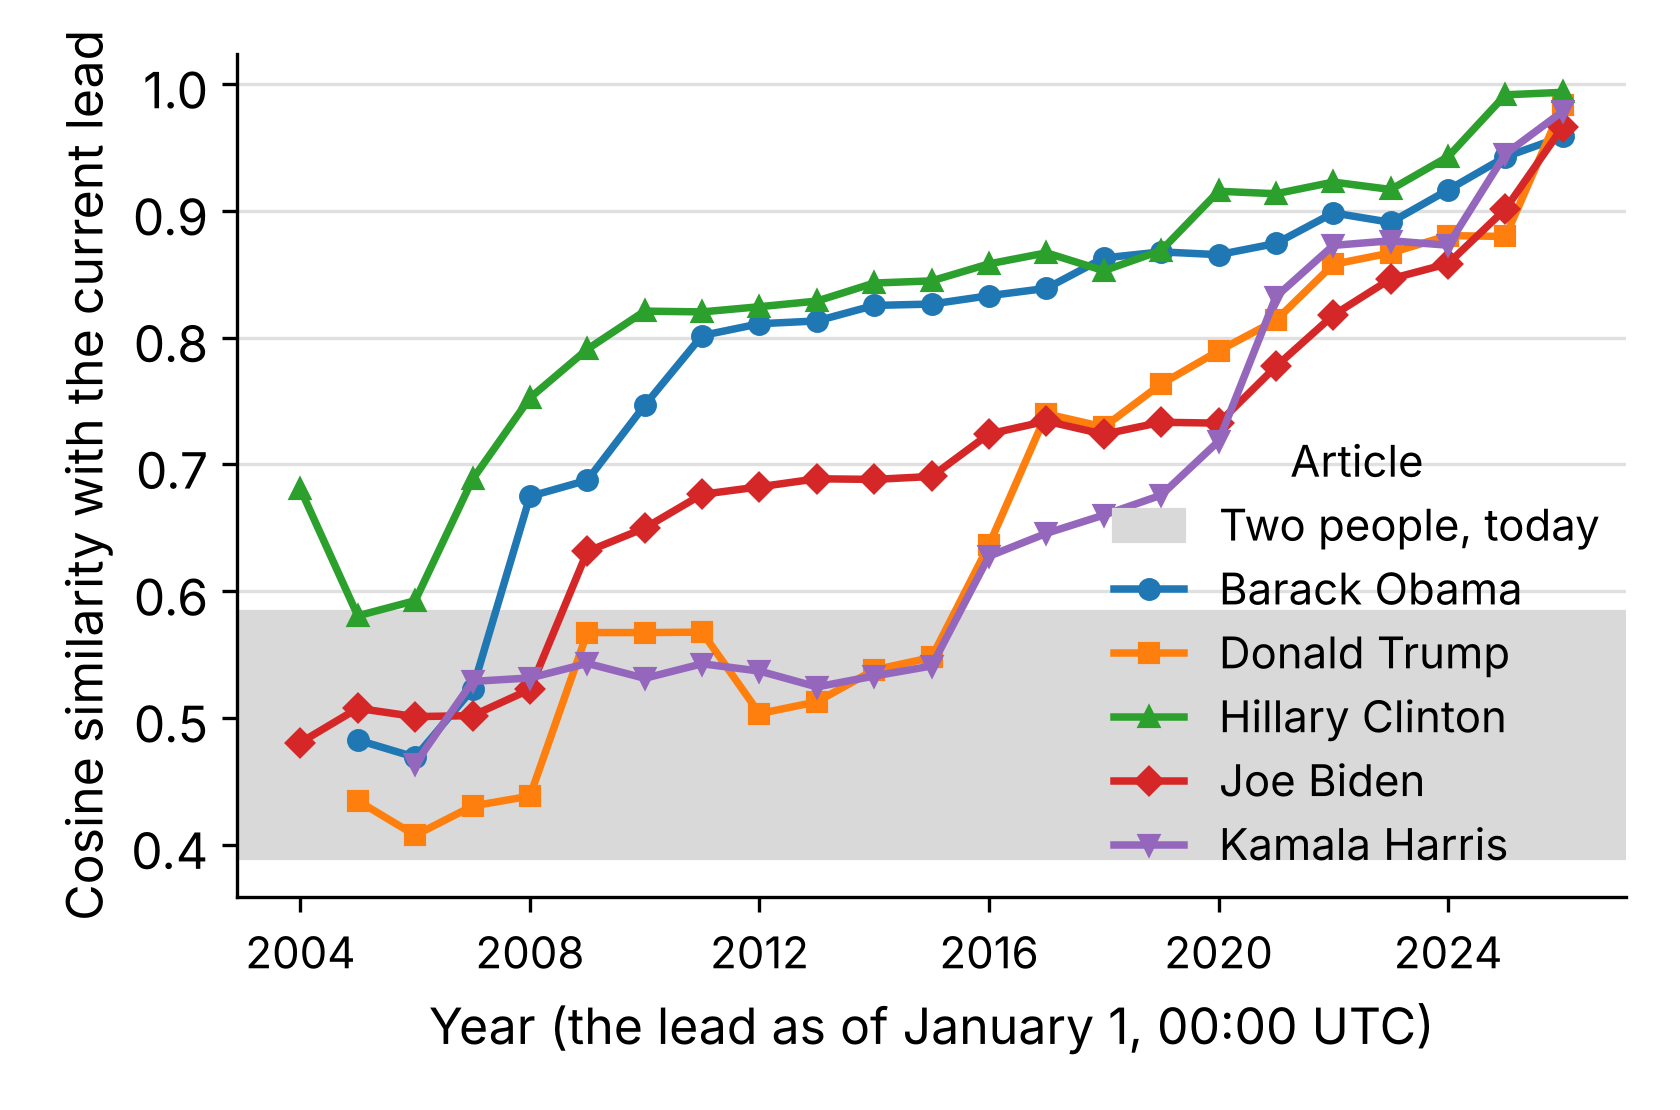 Cosine similarity with the current lead
1.0
0.9
0.8
0.7
0.6
0.5
0.4
Article
Two people, today
Barack Obama
Donald Trump
Hillary Clinton
Joe Biden
Kamala Harris
2004 2008 2012 2016 2020 2024
Year (the lead as of January 1, 00:00 UTC)